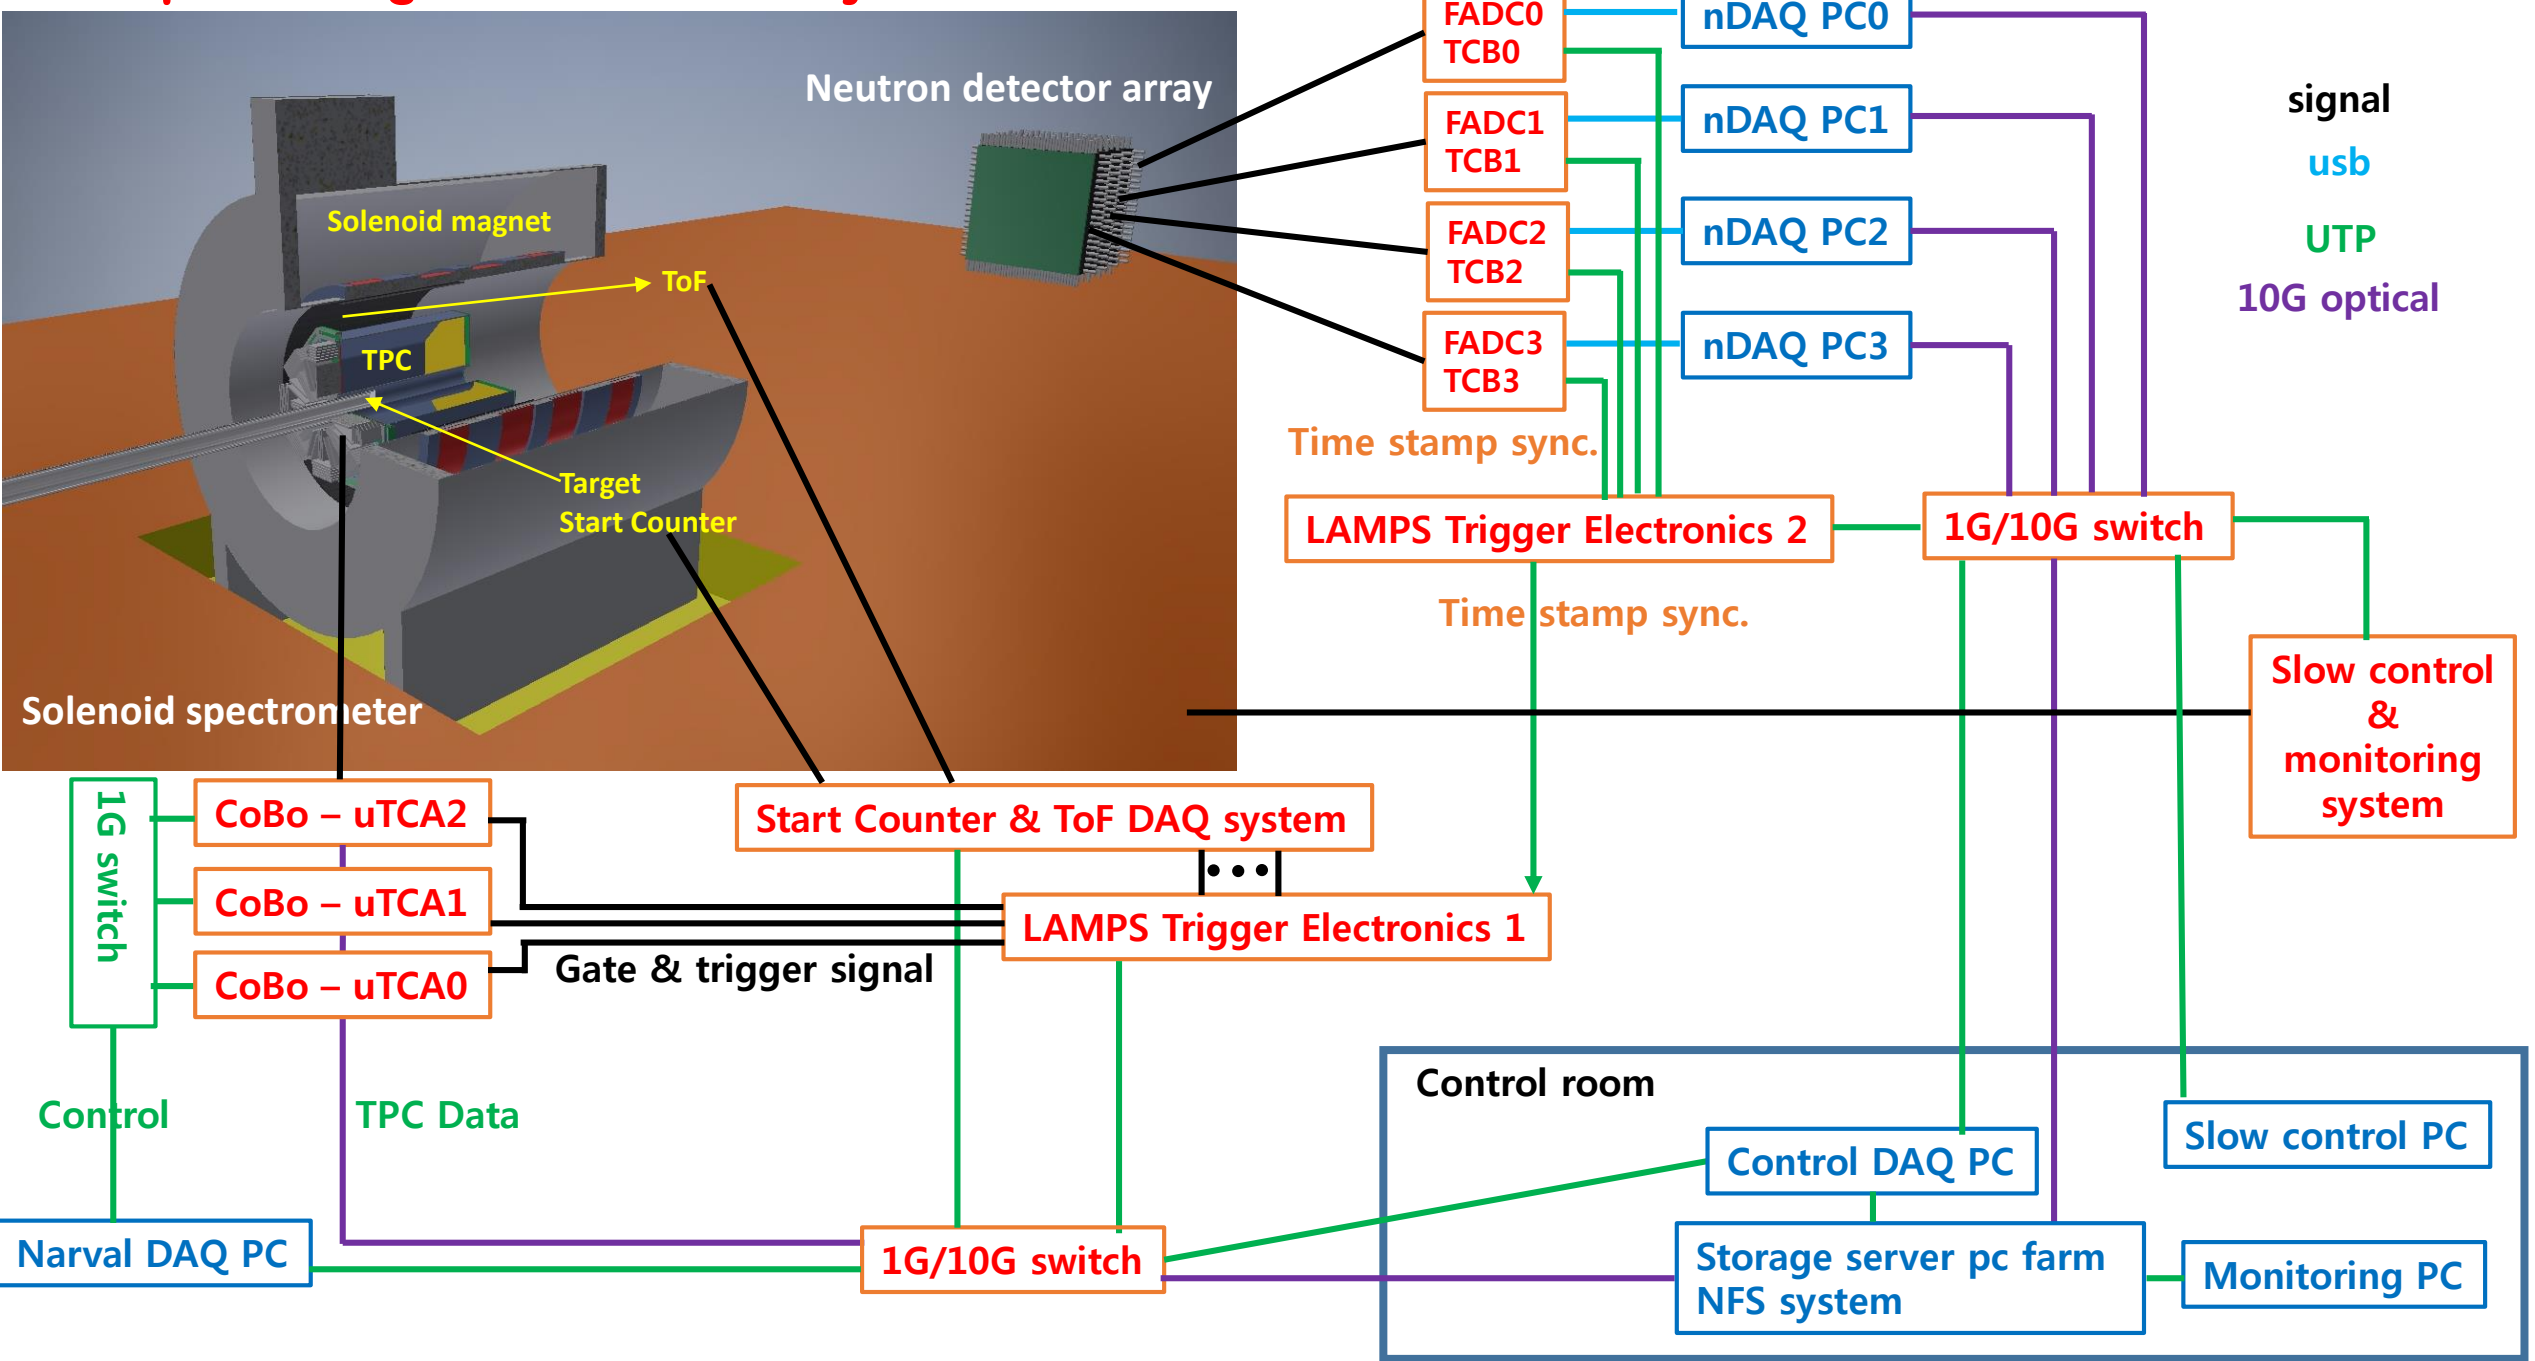 FADC0
TCB0
nDAQ PC0
Neutron detector array
signal
FADC1
TCB1
nDAQ PC1
usb
Solenoid magnet
FADC2
TCB2
nDAQ PC2
UTP
ToF
10G optical
TPC
FADC3
TCB3
nDAQ PC3
Time stamp sync.
Target
Start Counter
LAMPS Trigger Electronics 2
1G/10G switch
Time stamp sync.
Solenoid spectrometer
Slow control
&
monitoring
system
1G switch
CoBo – uTCA2
Start Counter & ToF DAQ system
•••
CoBo – uTCA1
LAMPS Trigger Electronics 1
CoBo – uTCA0
Gate & trigger signal
Control room
Control
TPC Data
Slow control PC
Control DAQ PC
Narval DAQ PC
1G/10G switch
Storage server pc farm
NFS system
Monitoring PC